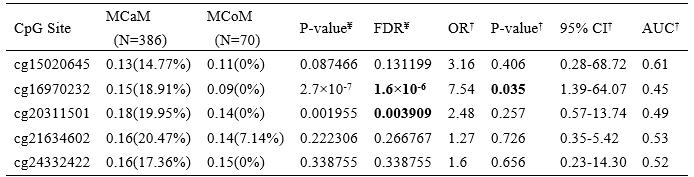 CpG Site MCaM (N=386) MCoM (N=70) P-value¥ FDR¥ OR† P-value† 95% CI† AUC†
cg15020645 0.13(14.77%) 0.11(0%) 0.087466 0.131199 3.16 0.406 0.28-68.72 0.61
cg16970232 0.15(18.91%) 0.09(0%) 2.7×10-7 1.6×10-6 7.54 0.035 1.39-64.07 0.45
cg20311501 0.18(19.95%) 0.14(0%) 0.001955 0.003909 2.48 0.257 0.57-13.74 0.49
cg21634602 0.16(20.47%) 0.14(7.14%) 0.222306 0.266767 1.27 0.726 0.35-5.42 0.53
cg24332422 0.16(17.36%) 0.15(0%) 0.338755 0.338755 1.6 0.656 0.23-14.30 0.52